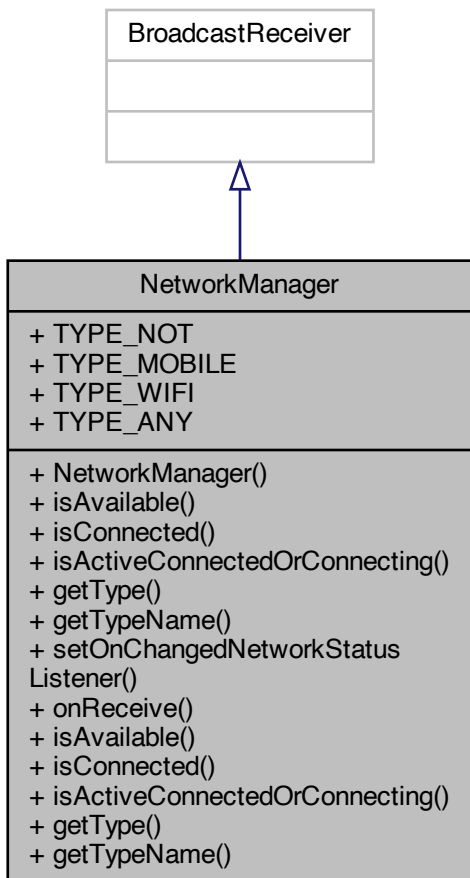 BroadcastReceiver
NetworkManager
+ TYPE_NOT
+ TYPE_MOBILE
+ TYPE_WIFI
+ TYPE_ANY
+ NetworkManager()
+ isAvailable()
+ isConnected()
+ isActiveConnectedOrConnecting()
+ getType()
+ getTypeName()
+ setOnChangedNetworkStatus
Listener()
+ onReceive()
+ isAvailable()
+ isConnected()
+ isActiveConnectedOrConnecting()
+ getType()
+ getTypeName()